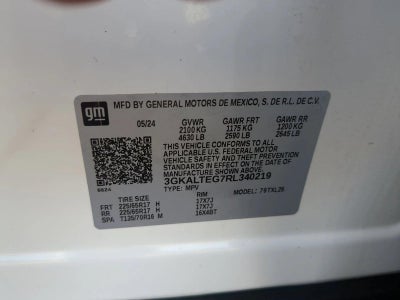 gm
MFD BY GENERAL MOTORS DE MEXICO, S. DE R.L. DE C.V.
05/24 GVWR GAWR FRT GAWR RR
2100 KG 1175 KG 1200 KG
4630 LB 2590 LB 2645 LB
THIS VEHICLE CONFORMS TO ALL
APPLICABLE U.S. FEDERAL MOTOR
VEHICLE SAFETY, BUMPER, AND THEFT
PREVENTION STANDARDS IN EFFECT
ON THE DATE OF MANUFACTURE
SHOWN ABOVE.
3GKALTEG7RL340219
TYPE: MPV MODEL:
TIRE SIZE RIM
FRT 225/65R17 H 17X7J
RR 225/65R17 H 17X7J
SPA T135/70R16 M 16X4BT